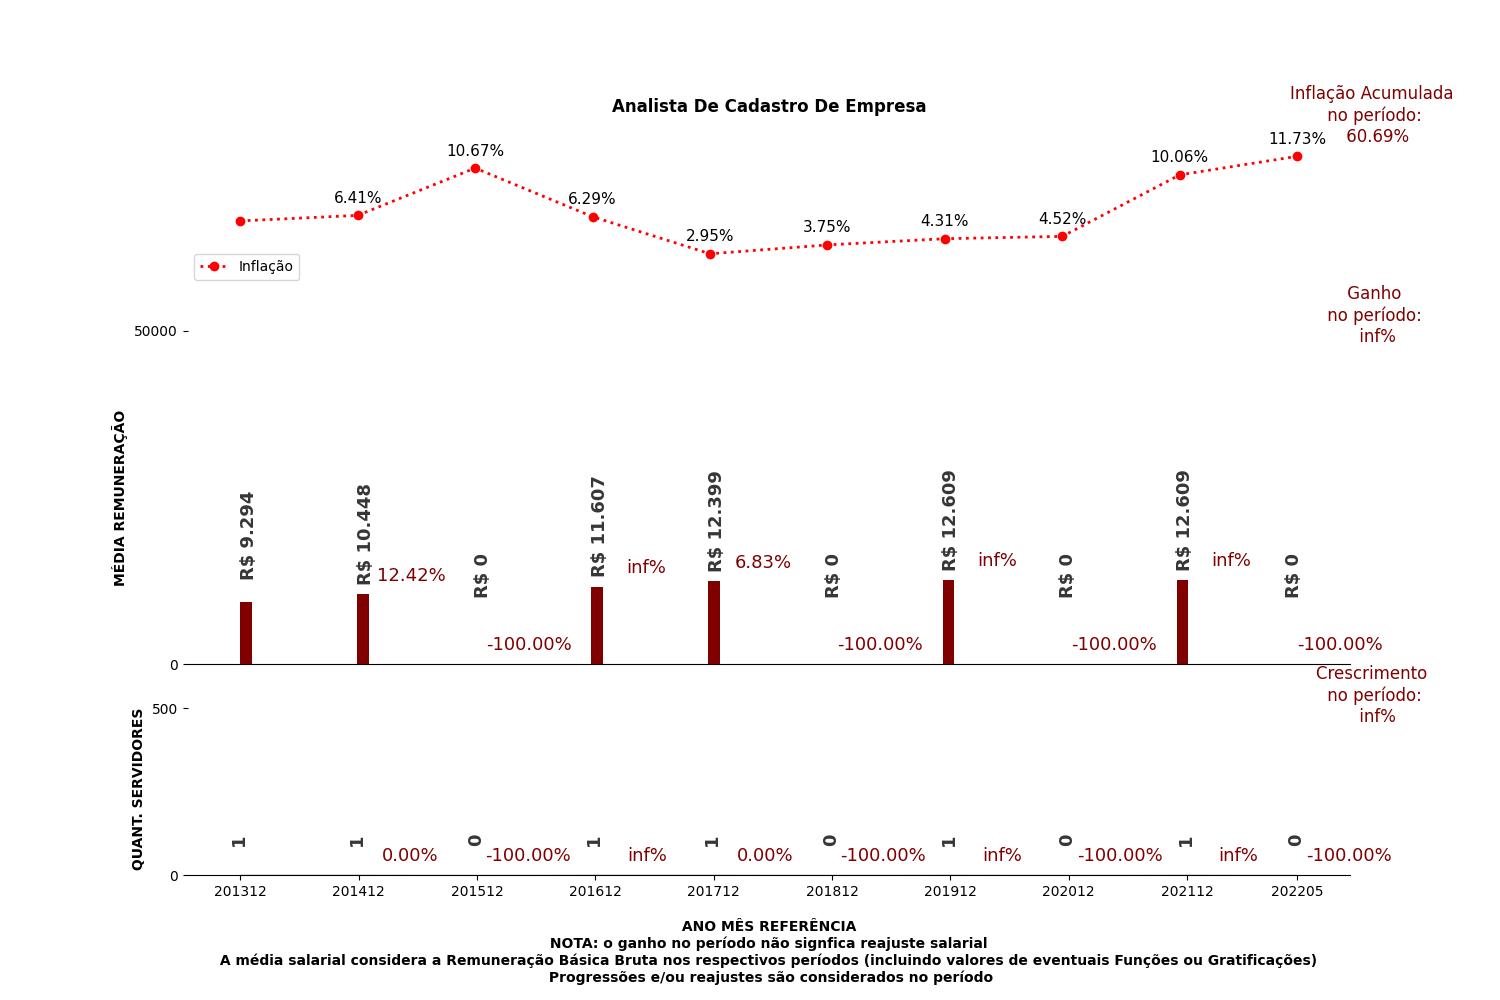 Analista De Cadastro De Empresa
Inflação Acumulada
no período:
60.69%
6.41%
10.67%
6.29%
2.95%
3.75%
4.31%
4.52%
10.06%
11.73%
Inflação
Ganho
no período:
inf%
50000
0
MÉDIA REMUNERAÇÃO
R$ 9.294
R$ 10.448
12.42%
R$ 0
-100.00%
R$ 11.607
inf%
R$ 12.399
6.83%
R$ 0
-100.00%
R$ 12.609
inf%
R$ 0
-100.00%
R$ 12.609
inf%
R$ 0
-100.00%
Crescrimento
no período:
inf%
500
0
QUANT. SERVIDORES
1
1
0.00%
0
-100.00%
1
inf%
1
0.00%
0
-100.00%
1
inf%
0
-100.00%
1
inf%
0
-100.00%
201312
201412
201512
201612
201712
201812
201912
202012
202112
202205
ANO MÊS REFERÊNCIA
NOTA: o ganho no período não signfica reajuste salarial
A média salarial considera a Remuneração Básica Bruta nos respectivos períodos (incluindo valores de eventuais Funções ou Gratificações)
Progressões e/ou reajustes são considerados no período